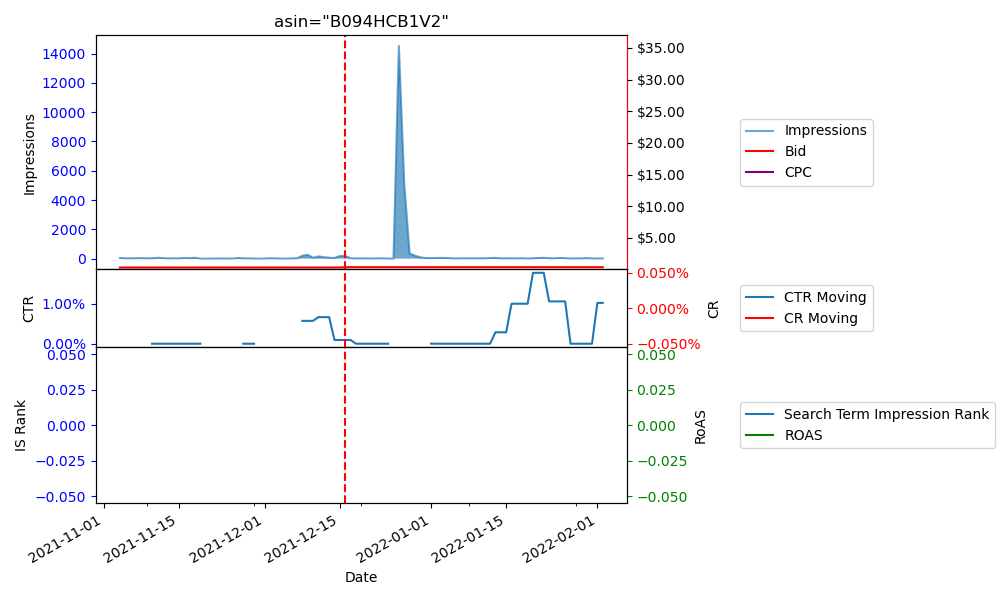 asin="B094HCB1V2"
14000
12000
10000
8000
6000
4000
2000
0
Impressions
$35.00
$30.00
$25.00
$20.00
$15.00
$10.00
$5.00
Impressions
Bid
CPC
1.00%
0.00%
CTR
0.050%
0.000%
−0.050%
CR
CTR Moving
CR Moving
0.050
0.025
0.000
−0.025
−0.050
IS Rank
0.050
0.025
0.000
−0.025
−0.050
RoAS
Search Term Impression Rank
ROAS
2021-11-01
2021-11-15
2021-12-01
2021-12-15
2022-01-01
2022-01-15
2022-02-01
Date